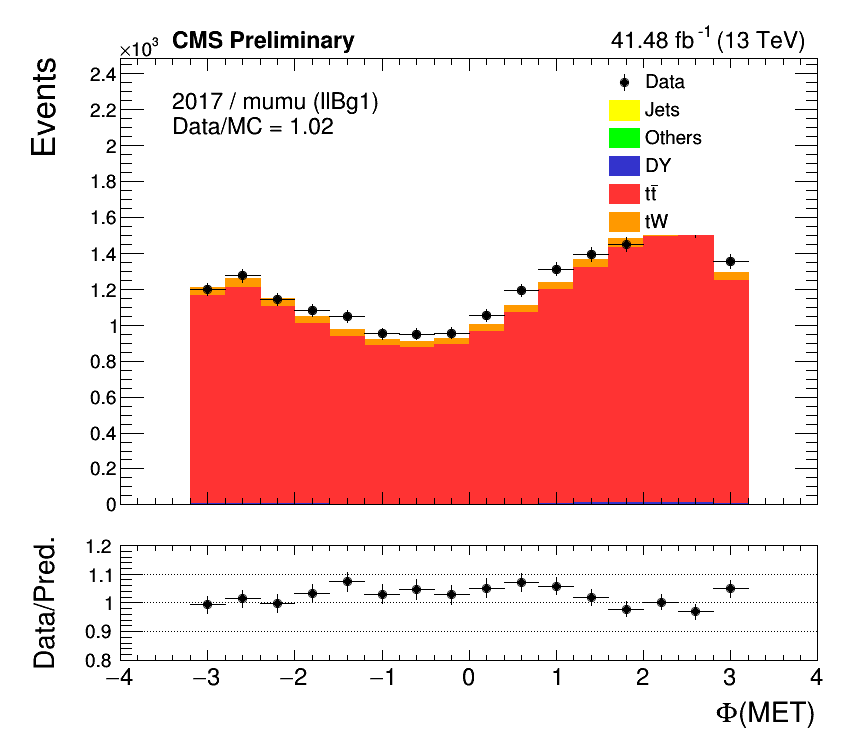 ×10³ CMS Preliminary 41.48 fb⁻¹ (13 TeV)
Events
2017 / mumu (llBg1)
Data/MC = 1.02
Data
Jets
Others
DY
tt̄
tW
2.4
2.2
2
1.8
1.6
1.4
1.2
1
0.8
0.6
0.4
0.2
0
Data/Pred.
1.2
1.1
1
0.9
0.8
−4 −3 −2 −1 0 1 2 3 4
Φ(MET)